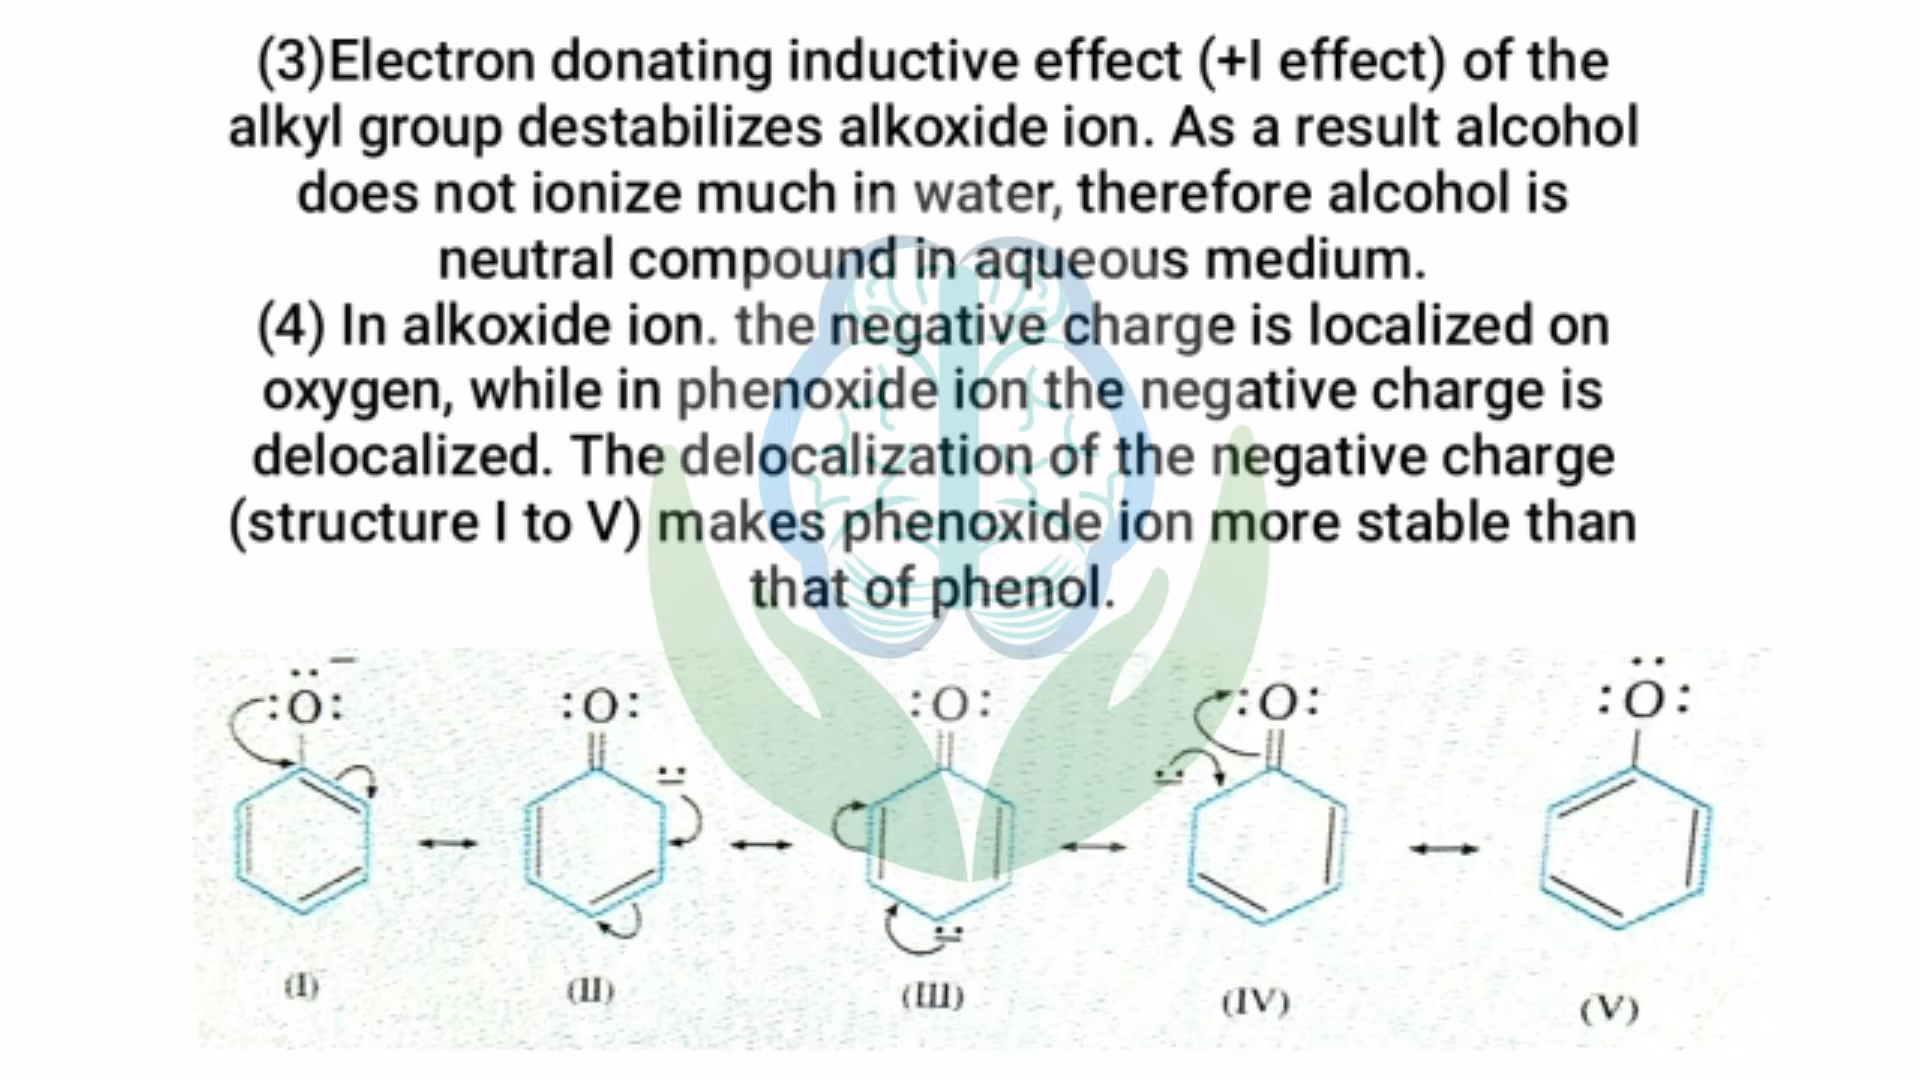 (3)Electron donating inductive effect (+I effect) of the
alkyl group destabilizes alkoxide ion. As a result alcohol
does not ionize much in water, therefore alcohol is
neutral compound in aqueous medium.
(4) In alkoxide ion. the negative charge is localized on
oxygen, while in phenoxide ion the negative charge is
delocalized. The delocalization of the negative charge
(structure I to V) makes phenoxide ion more stable than
that of phenol.
:O: :O: :O: :O: :O:
(I) (II) (III) (IV) (V)